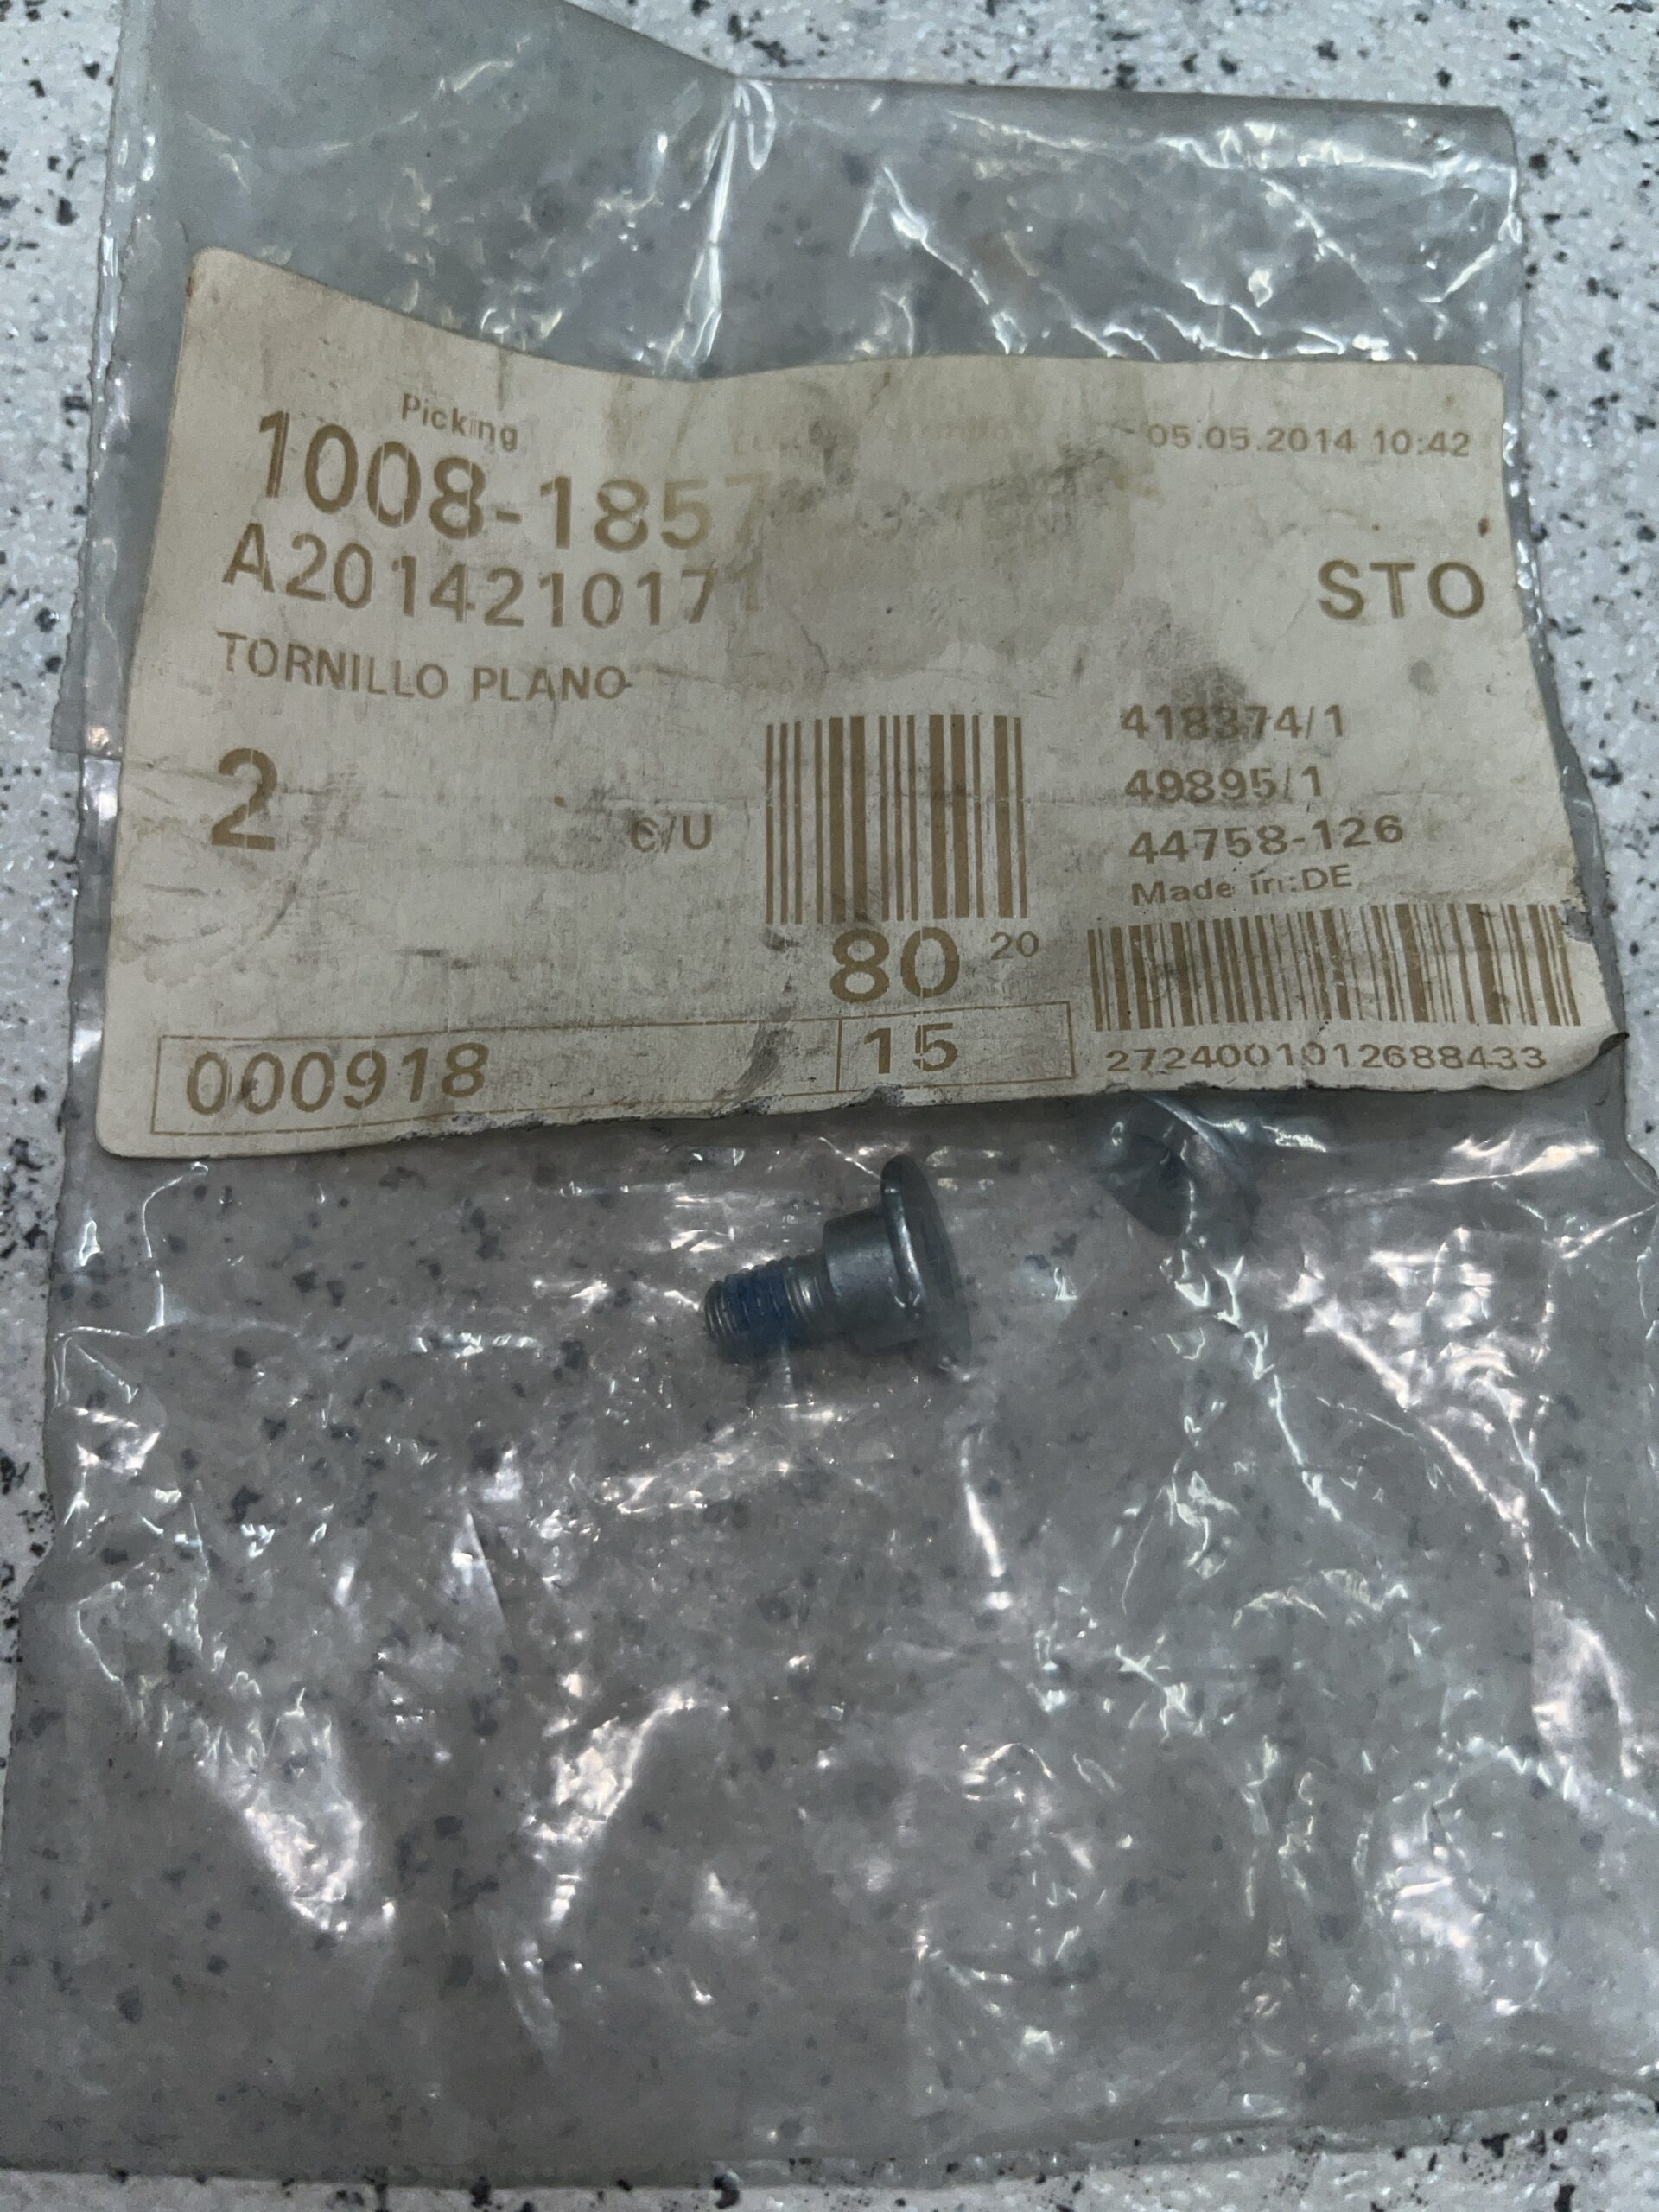 Picking
05.05.2014 10:42
1008-1857
A2014210171
STO
TORNILLO PLANO
418374/1
2
C/U
49895/1
44758-126
Made in:DE
80 20
000918
15
2724001012688433